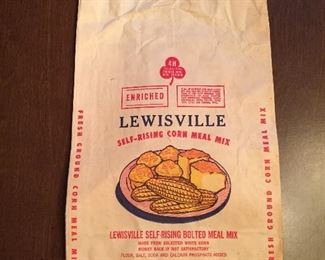 4H
ENRICHED
LEWISVILLE
SELF-RISING CORN MEAL MIX
FRESH GROUND CORN MEAL MI
FRESH GROUND CORN MEAL MIX
LEWISVILLE SELF RISING BOLTED MEAL MIX
MADE FROM SELECTED WHITE CORN
MONEY BACK IF NOT SATISFACTORY
FLOUR, SALT, SODA AND CALCIUM PHOSPHATE ADDED